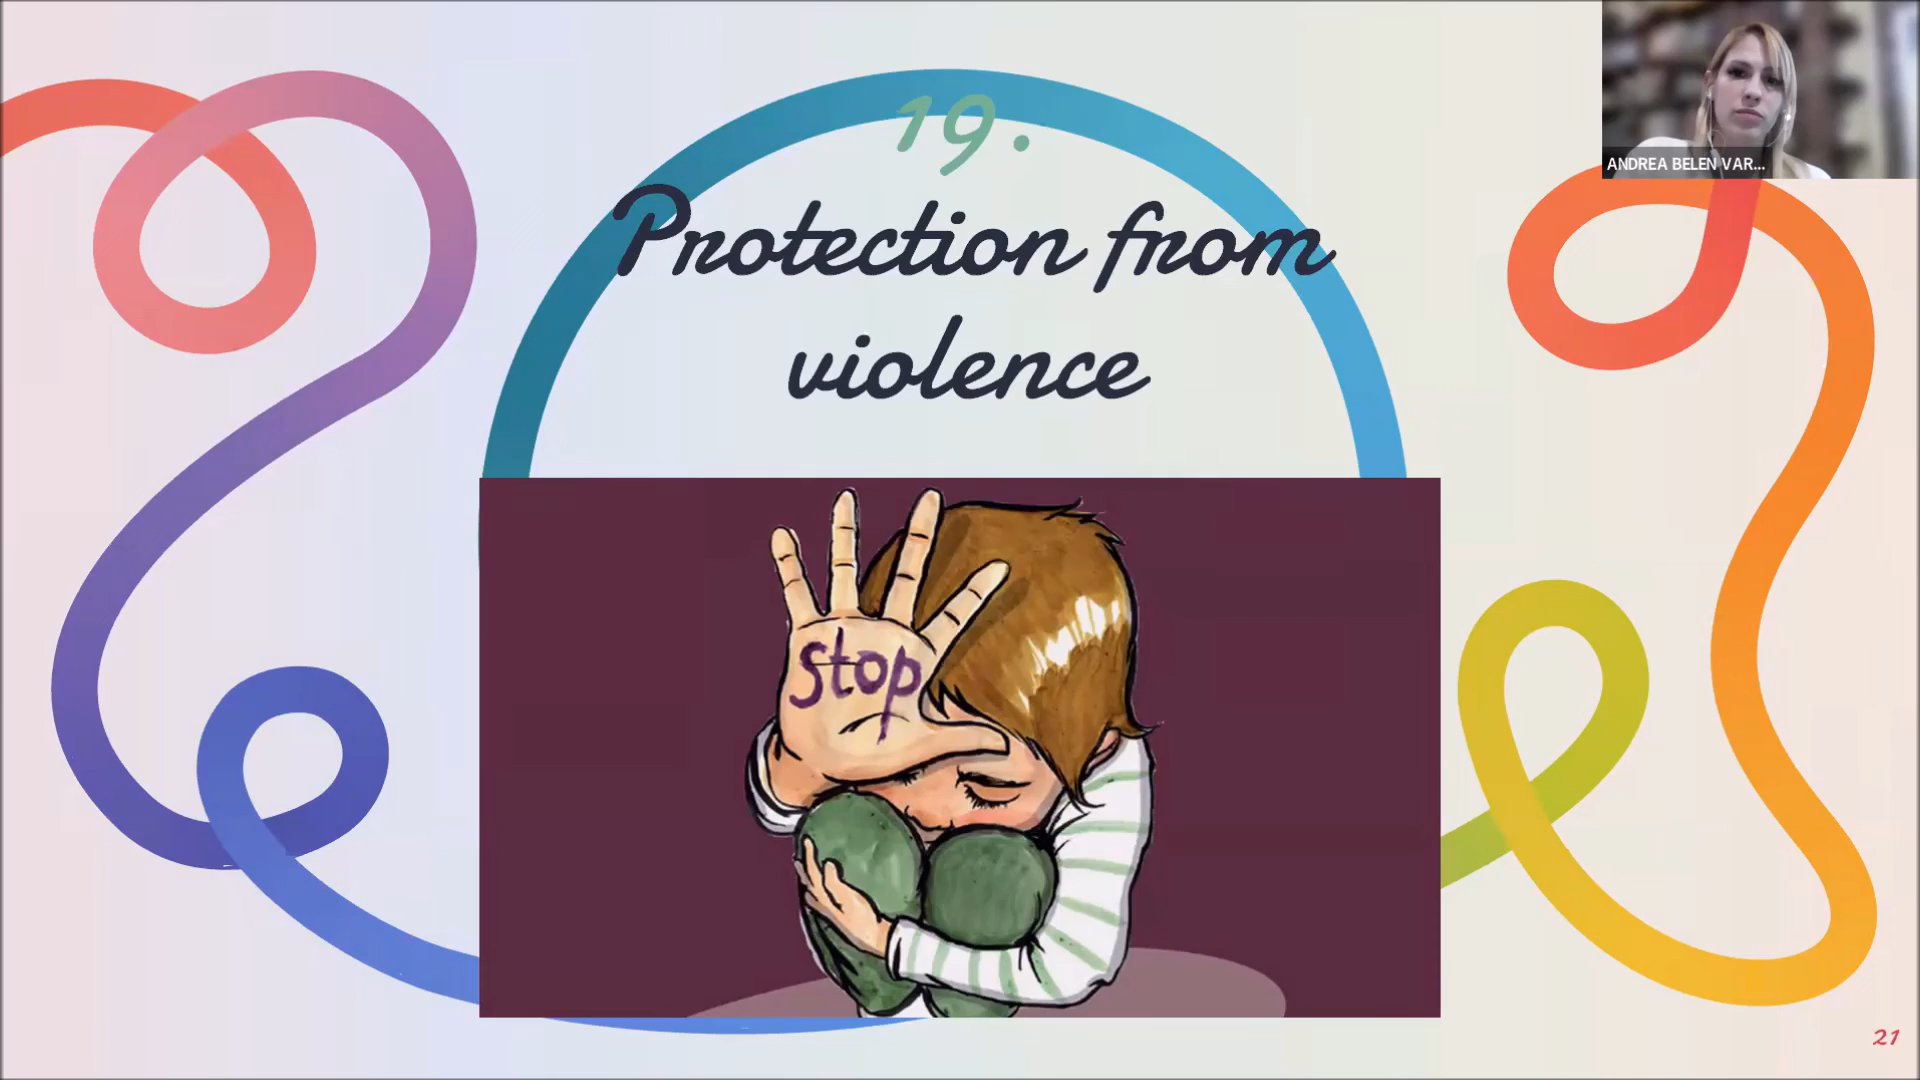 ANDREA BELEN VAR...
19.
Protection from
violence
stop
21